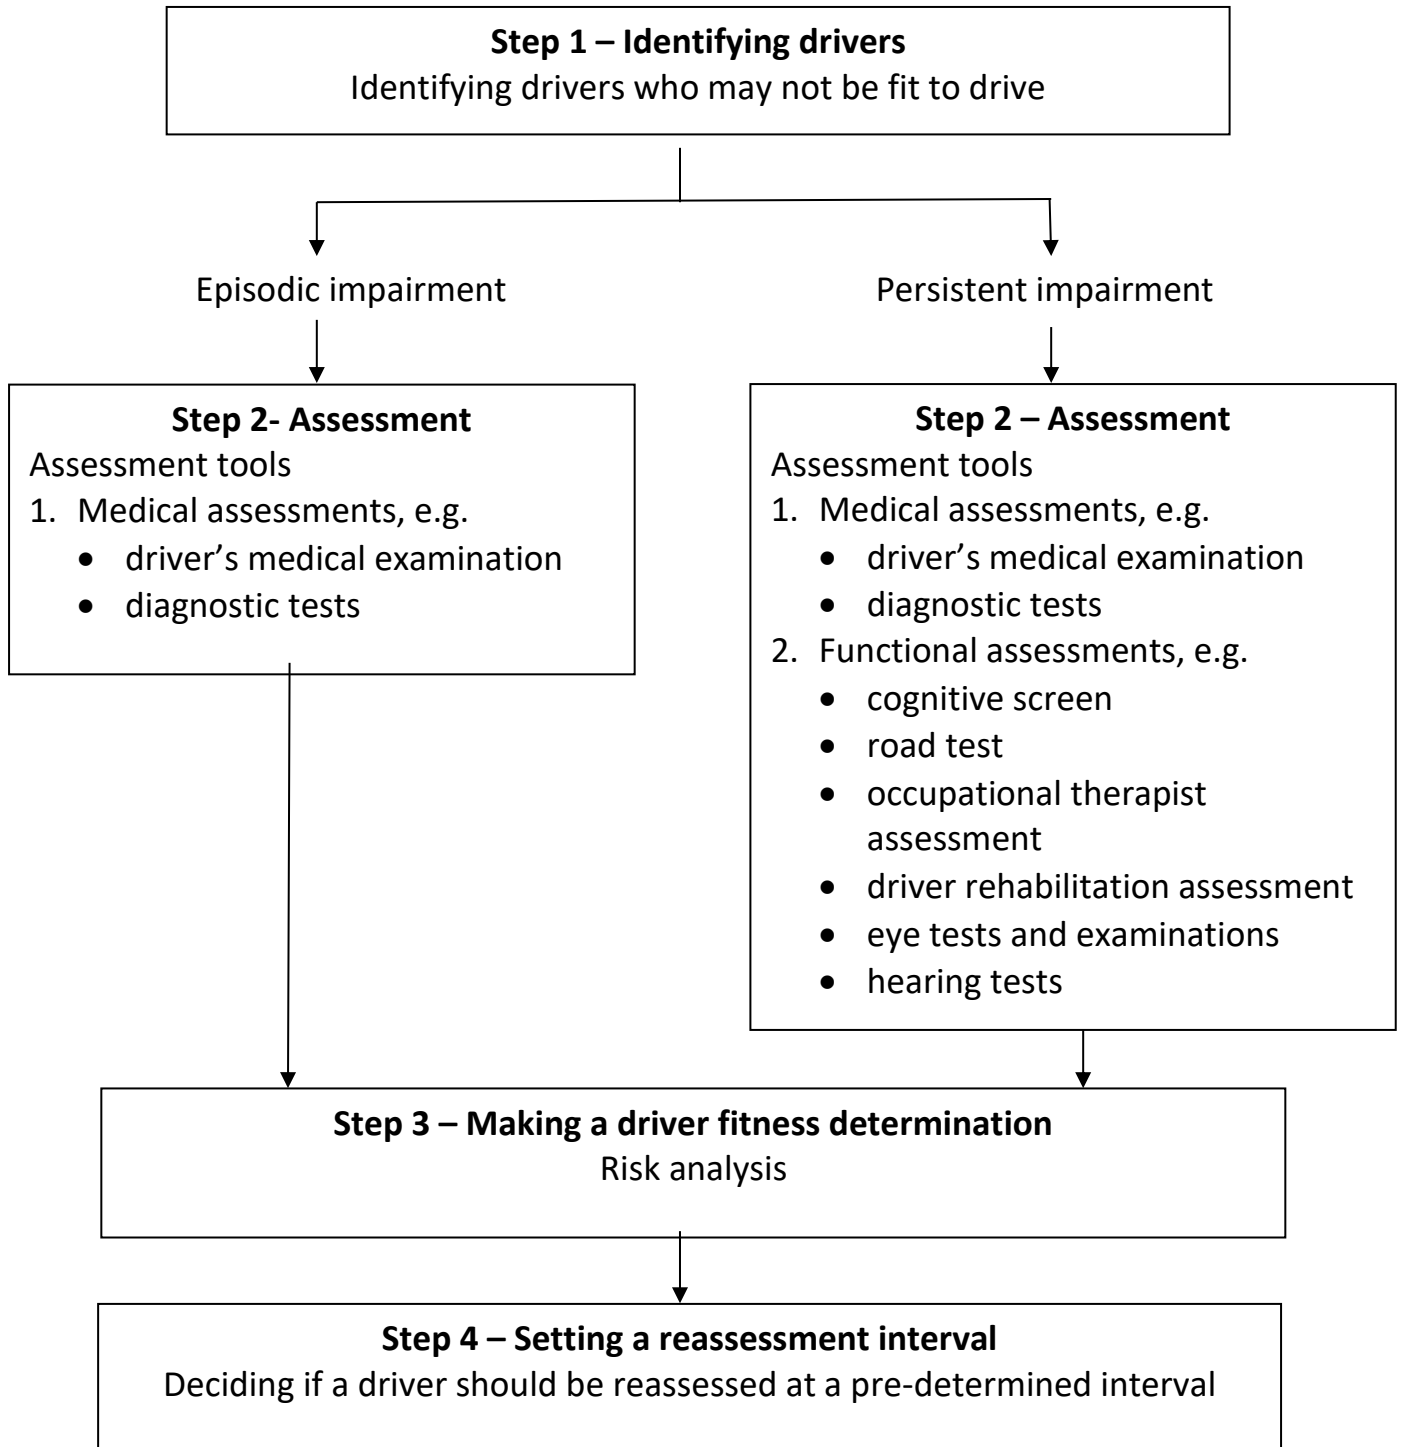 Step 1 – Identifying drivers
Identifying drivers who may not be fit to drive
Episodic impairment
Persistent impairment
Step 2- Assessment
Assessment tools
1. Medical assessments, e.g.
• driver’s medical examination
• diagnostic tests
Step 2 – Assessment
Assessment tools
1. Medical assessments, e.g.
• driver’s medical examination
• diagnostic tests
2. Functional assessments, e.g.
• cognitive screen
• road test
• occupational therapist
assessment
• driver rehabilitation assessment
• eye tests and examinations
• hearing tests
Step 3 – Making a driver fitness determination
Risk analysis
Step 4 – Setting a reassessment interval
Deciding if a driver should be reassessed at a pre-determined interval